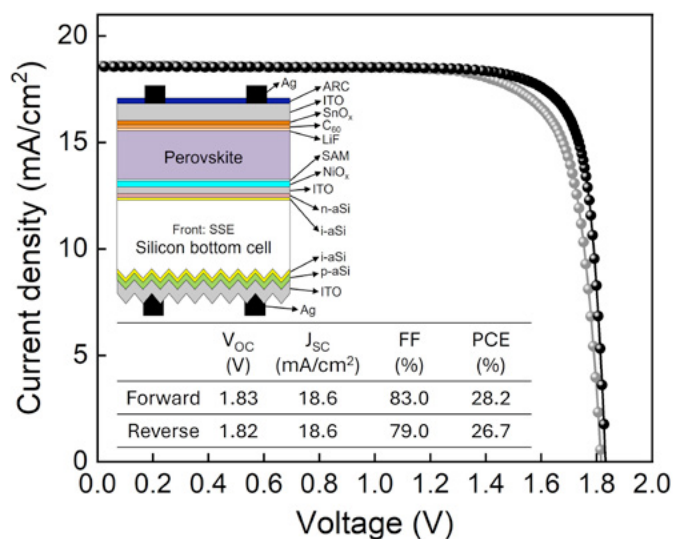 Current density (mA/cm²)
20
15
10
5
0
0.0 0.2 0.4 0.6 0.8 1.0 1.2 1.4 1.6 1.8 2.0
Voltage (V)
Ag
ARC
ITO
SnOₓ
C₆₀
LiF
Perovskite
SAM
NiOₓ
ITO
n-aSi
i-aSi
Front: SSE
Silicon bottom cell
i-aSi
p-aSi
ITO
Ag
V_OC J_SC FF PCE
(V) (mA/cm²) (%) (%)
Forward 1.83 18.6 83.0 28.2
Reverse 1.82 18.6 79.0 26.7